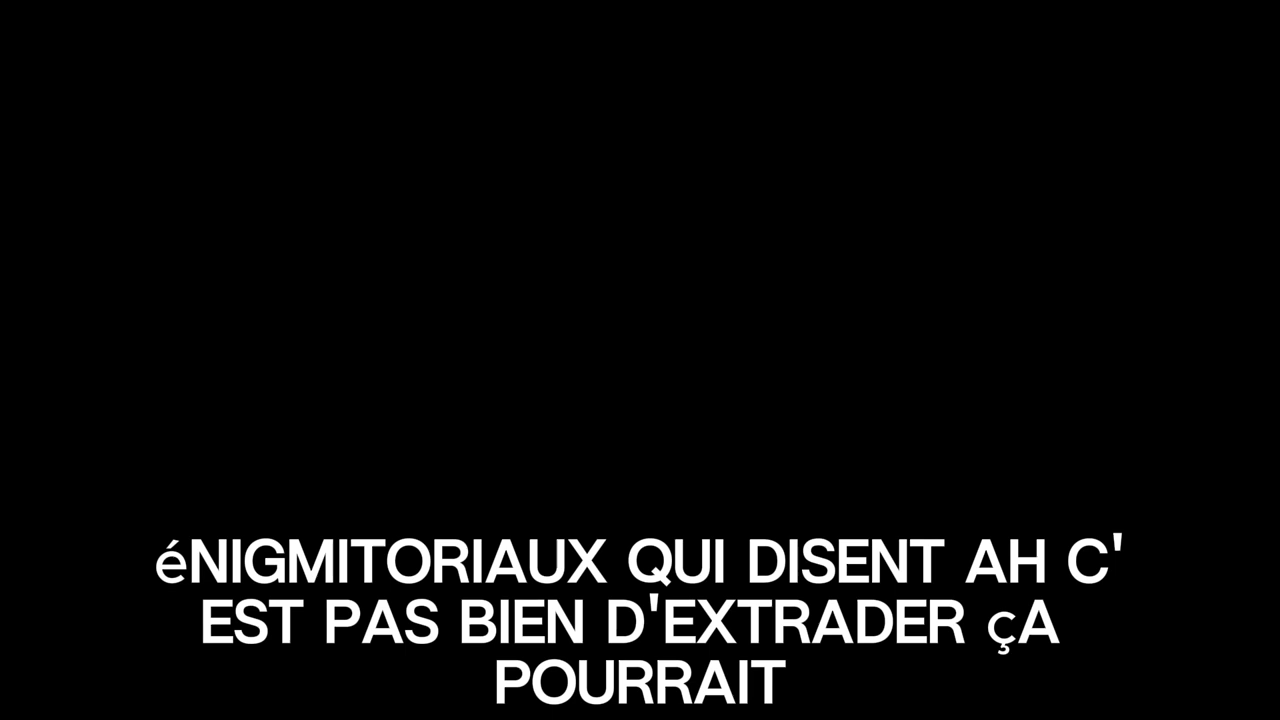 éNIGMITORIAUX QUI DISENT AH C'
EST PAS BIEN D'EXTRADER çA
POURRAIT